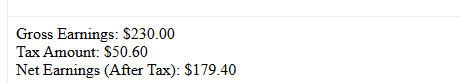 Gross Earnings: $230.00
Tax Amount: $50.60
Net Earnings (After Tax): $179.40